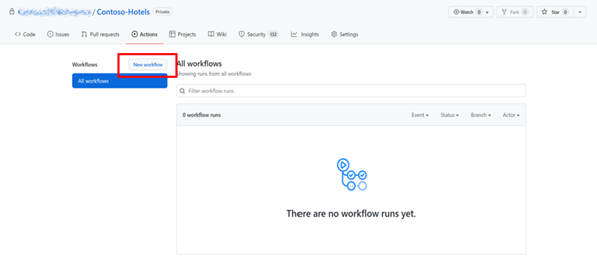 / Contoso-Hotels Private
Watch 0 Fork 0 Star 0
Code Issues Pull requests Actions Projects Wiki Security 132 Insights Settings
Workflows New workflow
All workflows
All workflows
Showing runs from all workflows
Filter workflow runs
0 workflow runs Event Status Branch Actor
There are no workflow runs yet.